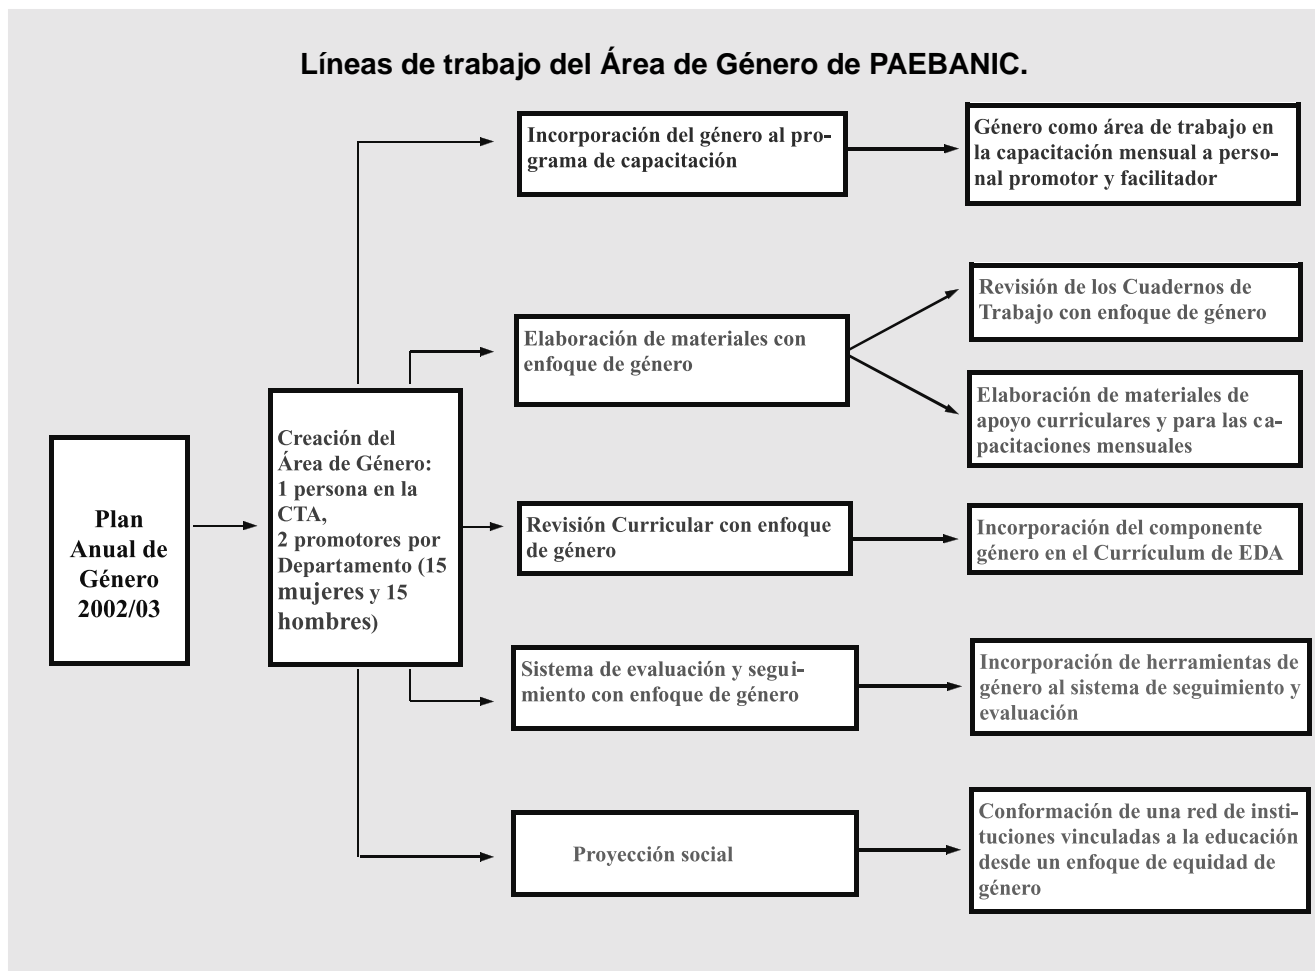 Líneas de trabajo del Área de Género de PAEBANIC.
Plan
Anual de
Género
2002/03
Creación del
Área de Género:
1 persona en la
CTA,
2 promotores por
Departamento (15
mujeres y 15
hombres)
Incorporación del género al pro-
grama de capacitación
Género como área de trabajo en
la capacitación mensual a perso-
nal promotor y facilitador
Elaboración de materiales con
enfoque de género
Revisión de los Cuadernos de
Trabajo con enfoque de género
Elaboración de materiales de
apoyo curriculares y para las ca-
pacitaciones mensuales
Revisión Curricular con enfoque
de género
Incorporación del componente
género en el Currículum de EDA
Sistema de evaluación y segui-
miento con enfoque de género
Incorporación de herramientas de
género al sistema de seguimiento y
evaluación
Proyección social
Conformación de una red de insti-
tuciones vinculadas a la educación
desde un enfoque de equidad de
género